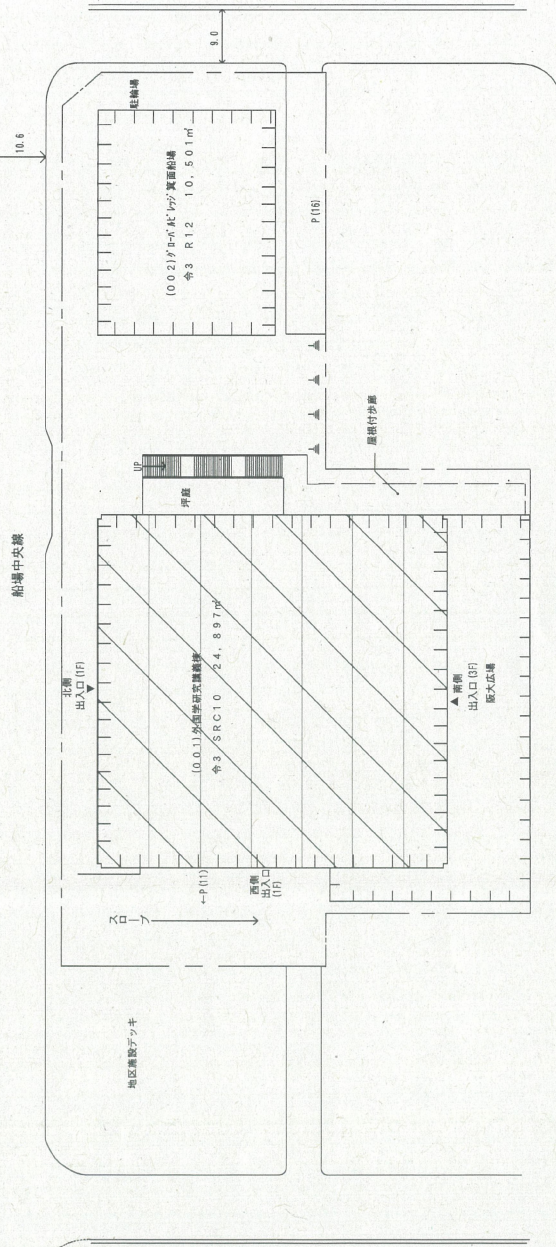 船場中央線
10.6
9.0
駐輪場
(002)グローバルビレッジ箕面船場
令3 R12 10,501㎡
P(16)
屋根付歩廊
UP
坪庭
北側
出入口(1F)
(001)外国学研究講義棟
令3 SRC10 24,897㎡
南側
出入口(3F)
阪大広場
←P(11)
西側
出入口
(1F)
スロープ
地区施設デッキ